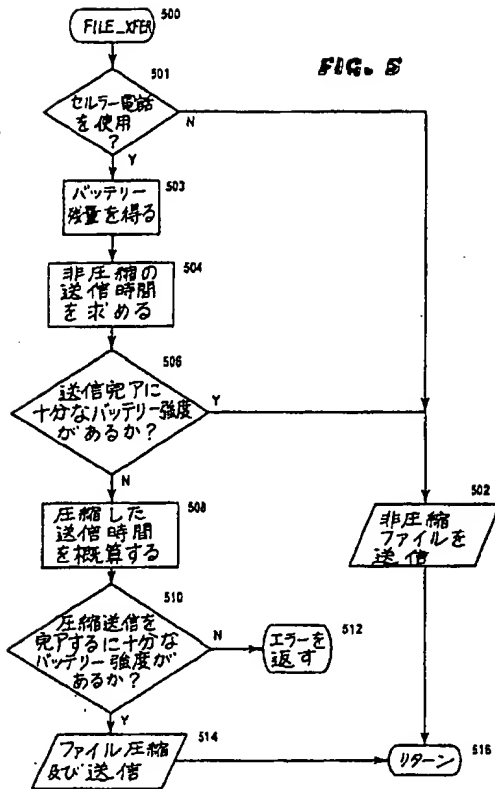 FILE_XFER
500
FIG. 5
501
セルラー電話
を使用
?
N
Y
503
バッテリー
残量を得る
504
非圧縮の
送信時間
を求める
506
送信完了に
十分なバッテリー強度
があるか?
Y
N
508
圧縮した
送信時間
を概算する
502
非圧縮
ファイルを
送信
510
圧縮送信を
完了するに十分な
バッテリー強度が
あるか?
N
512
エラーを
返す
Y
514
ファイル圧縮
及び送信
リターン
516